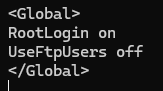 <Global>
RootLogin on
UseFtpUsers off
</Global>